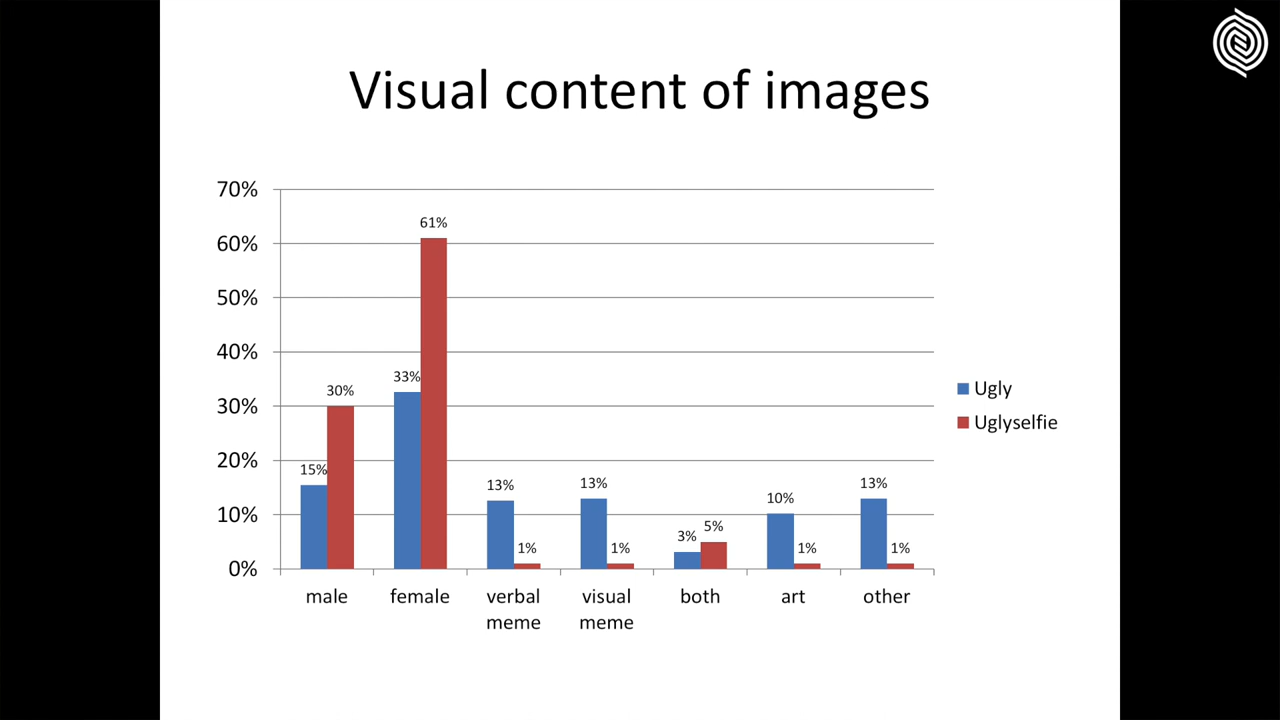 Visual content of images
70%
60%
50%
40%
30%
20%
10%
0%
15%
30%
33%
61%
13%
1%
13%
1%
3%
5%
10%
1%
13%
1%
male
female
verbal
meme
visual
meme
both
art
other
Ugly
Uglyselfie